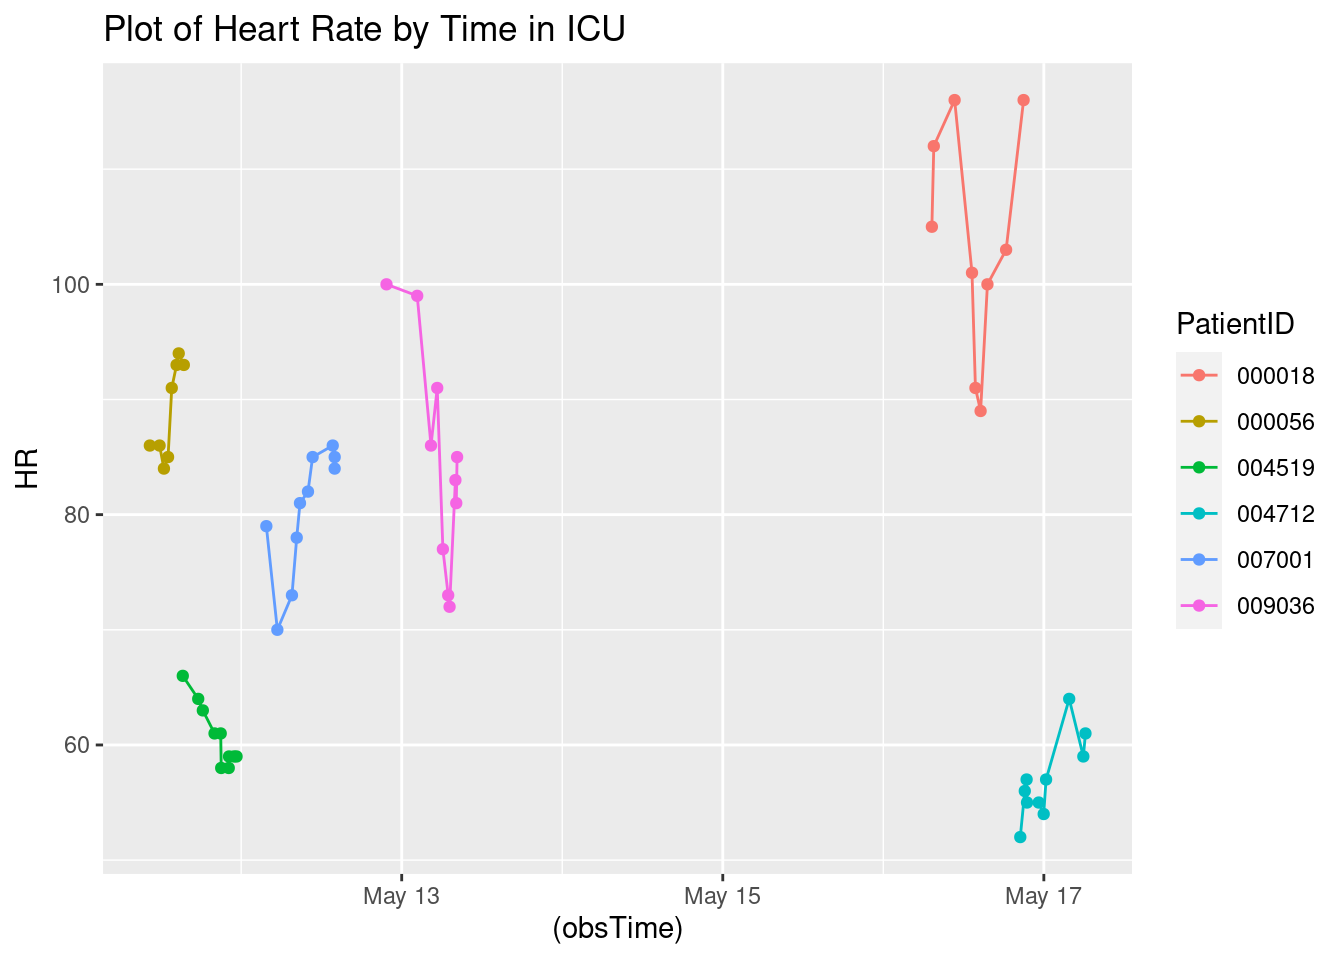 Plot of Heart Rate by Time in ICU
HR
100
80
60
May 13
May 15
May 17
(obsTime)
PatientID
000018
000056
004519
004712
007001
009036